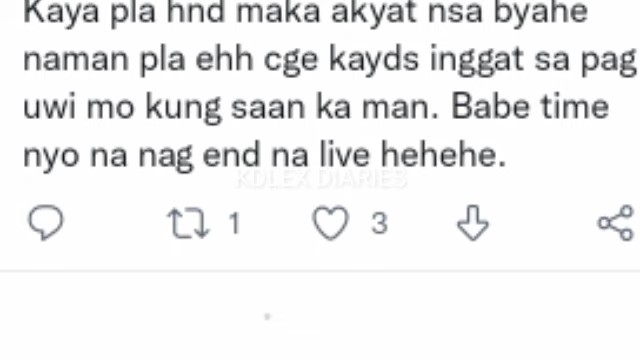 Kaya pla hnd maka akyat nsa byahe
naman pla ehh cge kayds inggat sa pag
uwi mo kung saan ka man. Babe time
nyo na nag end na live hehehe.
KDLEX DIARIES
1 3